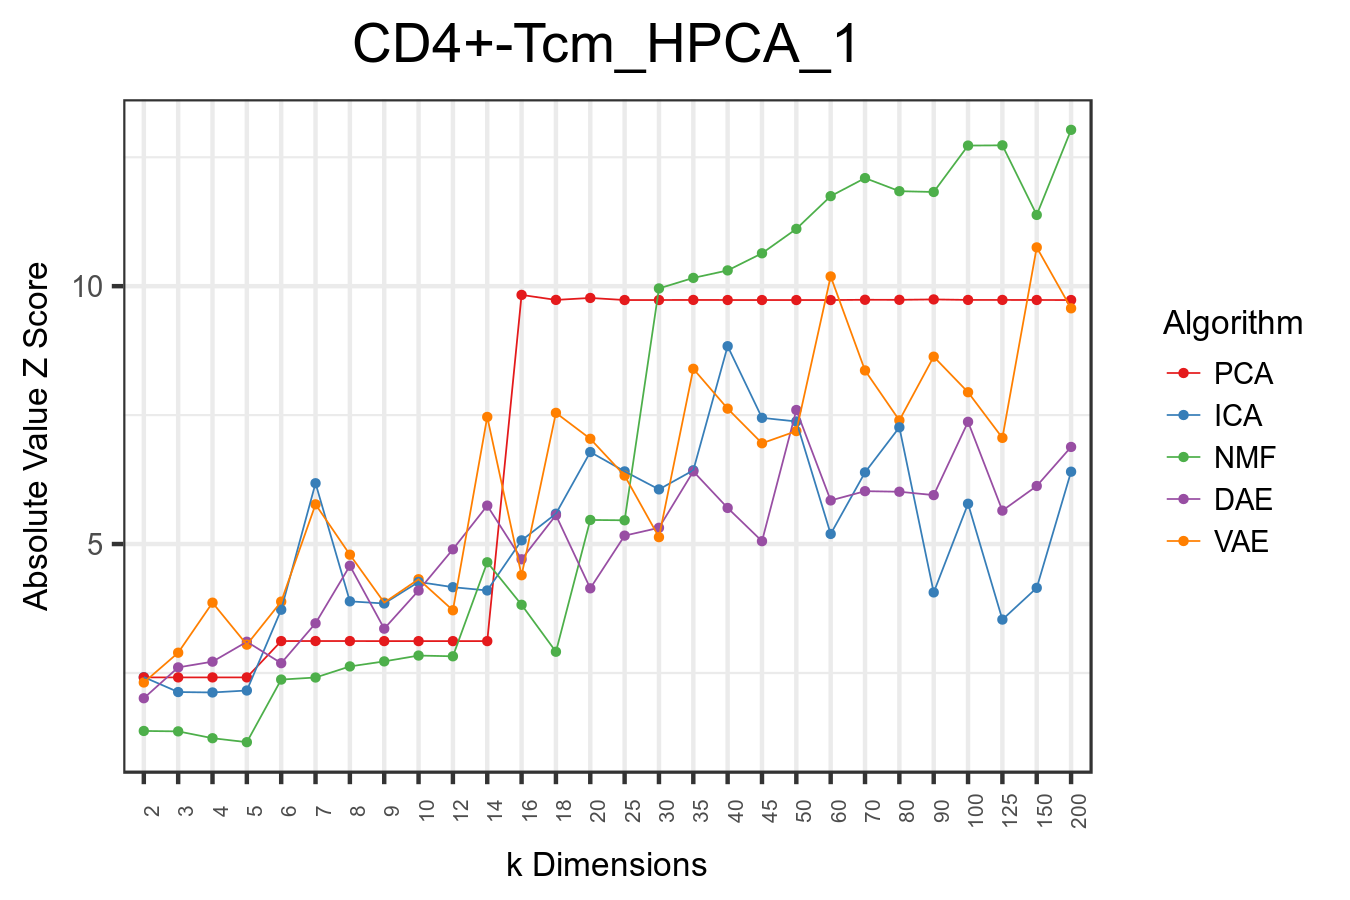 CD4+-Tcm_HPCA_1
Absolute Value Z Score
10
5
2 3 4 5 6 7 8 9 10 12 14 16 18 20 25 30 35 40 45 50 60 70 80 90 100 125 150 200
k Dimensions
Algorithm
PCA
ICA
NMF
DAE
VAE